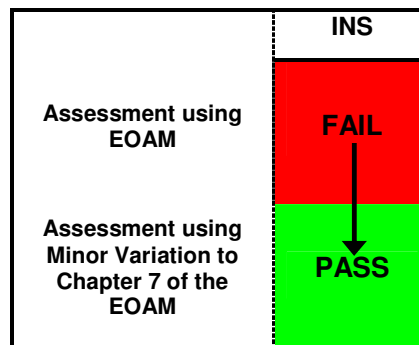 INS
Assessment using
EOAM
FAIL
Assessment using
Minor Variation to
Chapter 7 of the
EOAM
PASS